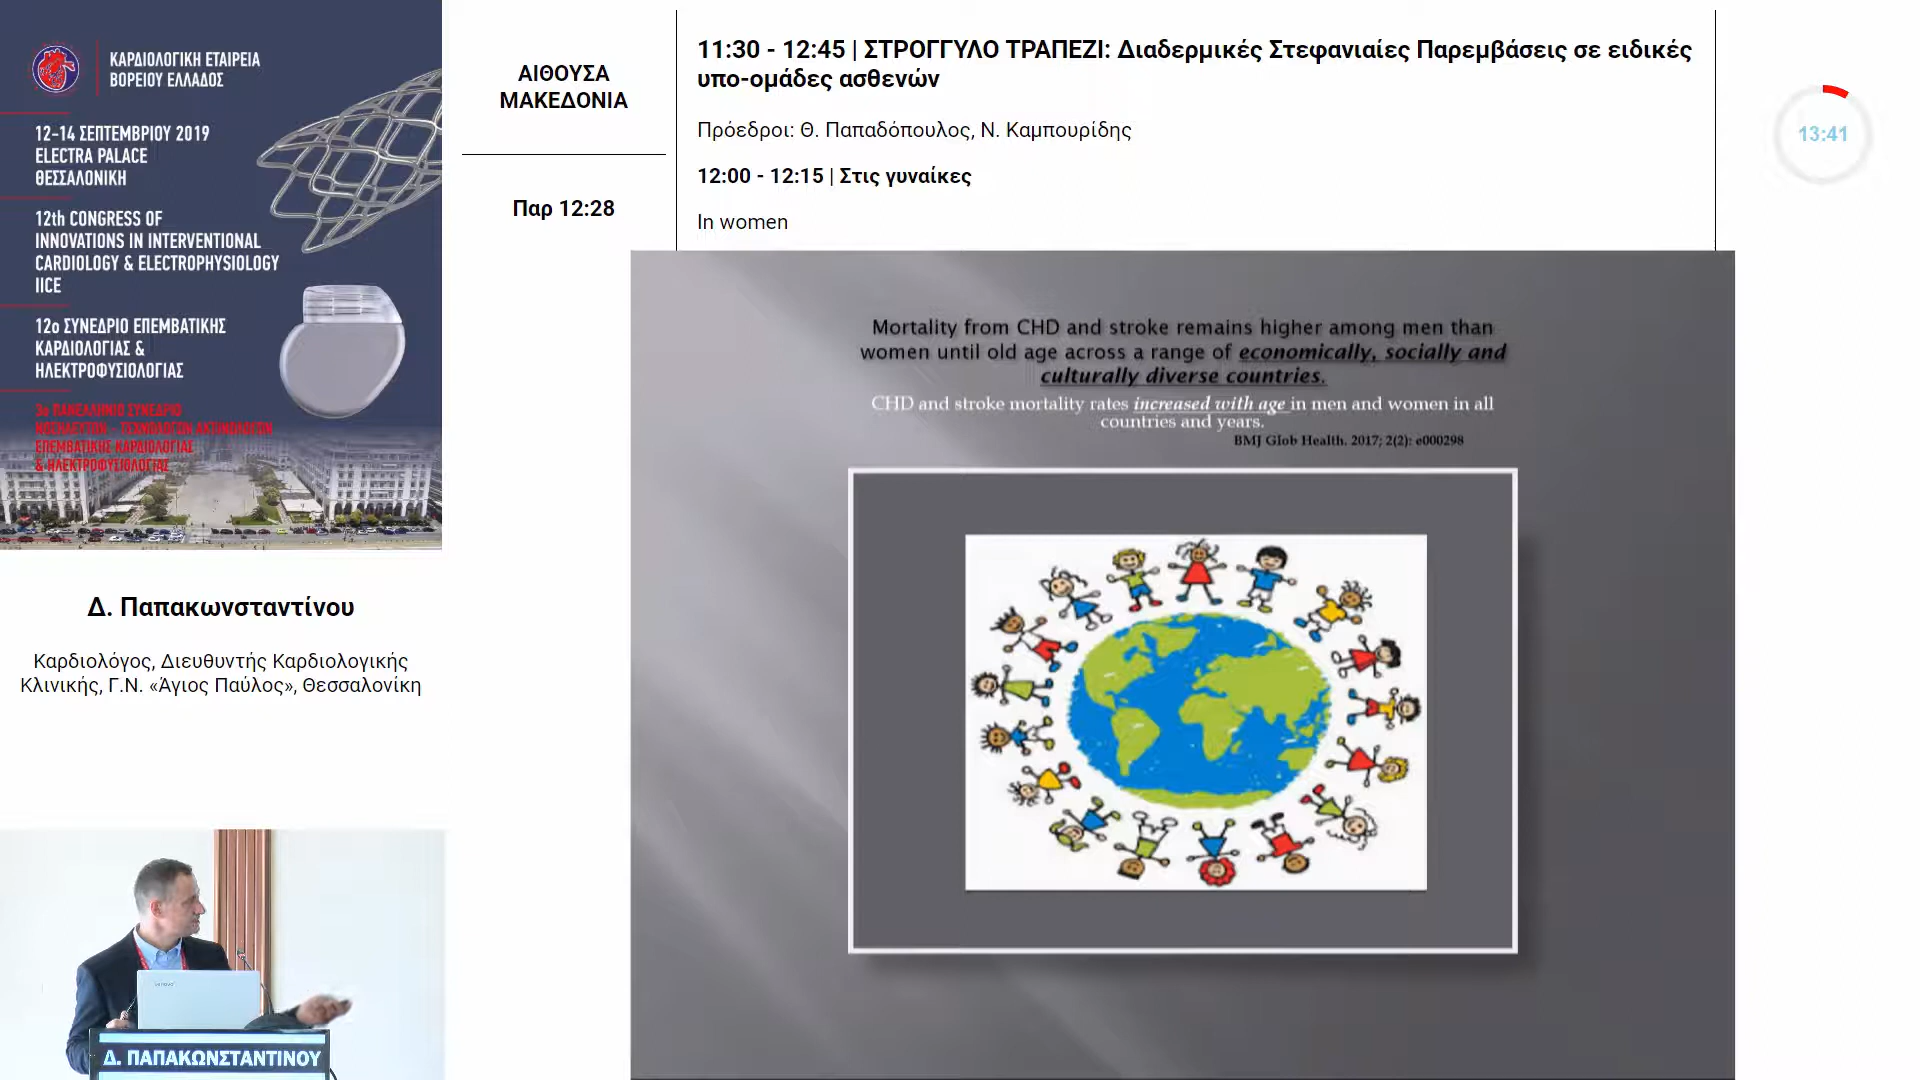 ΚΑΡΔΙΟΛΟΓΙΚΗ ΕΤΑΙΡΕΙΑ
ΒΟΡΕΙΟΥ ΕΛΛΑΔΟΣ
12-14 ΣΕΠΤΕΜΒΡΙΟΥ 2019
ELECTRA PALACE
ΘΕΣΣΑΛΟΝΙΚΗ
12th CONGRESS OF
INNOVATIONS IN INTERVENTIONAL
CARDIOLOGY & ELECTROPHYSIOLOGY
IICE
12ο ΣΥΝΕΔΡΙΟ ΕΠΕΜΒΑΤΙΚΗΣ
ΚΑΡΔΙΟΛΟΓΙΑΣ &
ΗΛΕΚΤΡΟΦΥΣΙΟΛΟΓΙΑΣ
3ο ΠΑΝΕΛΛΗΝΙΟ ΣΥΝΕΔΡΙΟ
ΝΟΣΗΛΕΥΤΩΝ - ΤΕΧΝΟΛΟΓΩΝ ΑΚΤΙΝΟΛΟΓΩΝ
ΕΠΕΜΒΑΤΙΚΗΣ ΚΑΡΔΙΟΛΟΓΙΑΣ
& ΗΛΕΚΤΡΟΦΥΣΙΟΛΟΓΙΑΣ
ΑΙΘΟΥΣΑ
ΜΑΚΕΔΟΝΙΑ
Παρ 12:28
11:30 - 12:45 | ΣΤΡΟΓΓΥΛΟ ΤΡΑΠΕΖΙ: Διαδερμικές Στεφανιαίες Παρεμβάσεις σε ειδικές
υπο-ομάδες ασθενών
Πρόεδροι: Θ. Παπαδόπουλος, Ν. Καμπουρίδης
12:00 - 12:15 | Στις γυναίκες
In women
13:41
Mortality from CHD and stroke remains higher among men than
women until old age across a range of economically, socially and
culturally diverse countries.
CHD and stroke mortality rates increased with age in men and women in all
countries and years.
BMJ Glob Health. 2017; 2(2): e000298
Δ. Παπακωνσταντίνου
Καρδιολόγος, Διευθυντής Καρδιολογικής
Κλινικής, Γ.Ν. «Άγιος Παύλος», Θεσσαλονίκη
Lenovo
Δ. ΠΑΠΑΚΩΝΣΤΑΝΤΙΝΟΥ